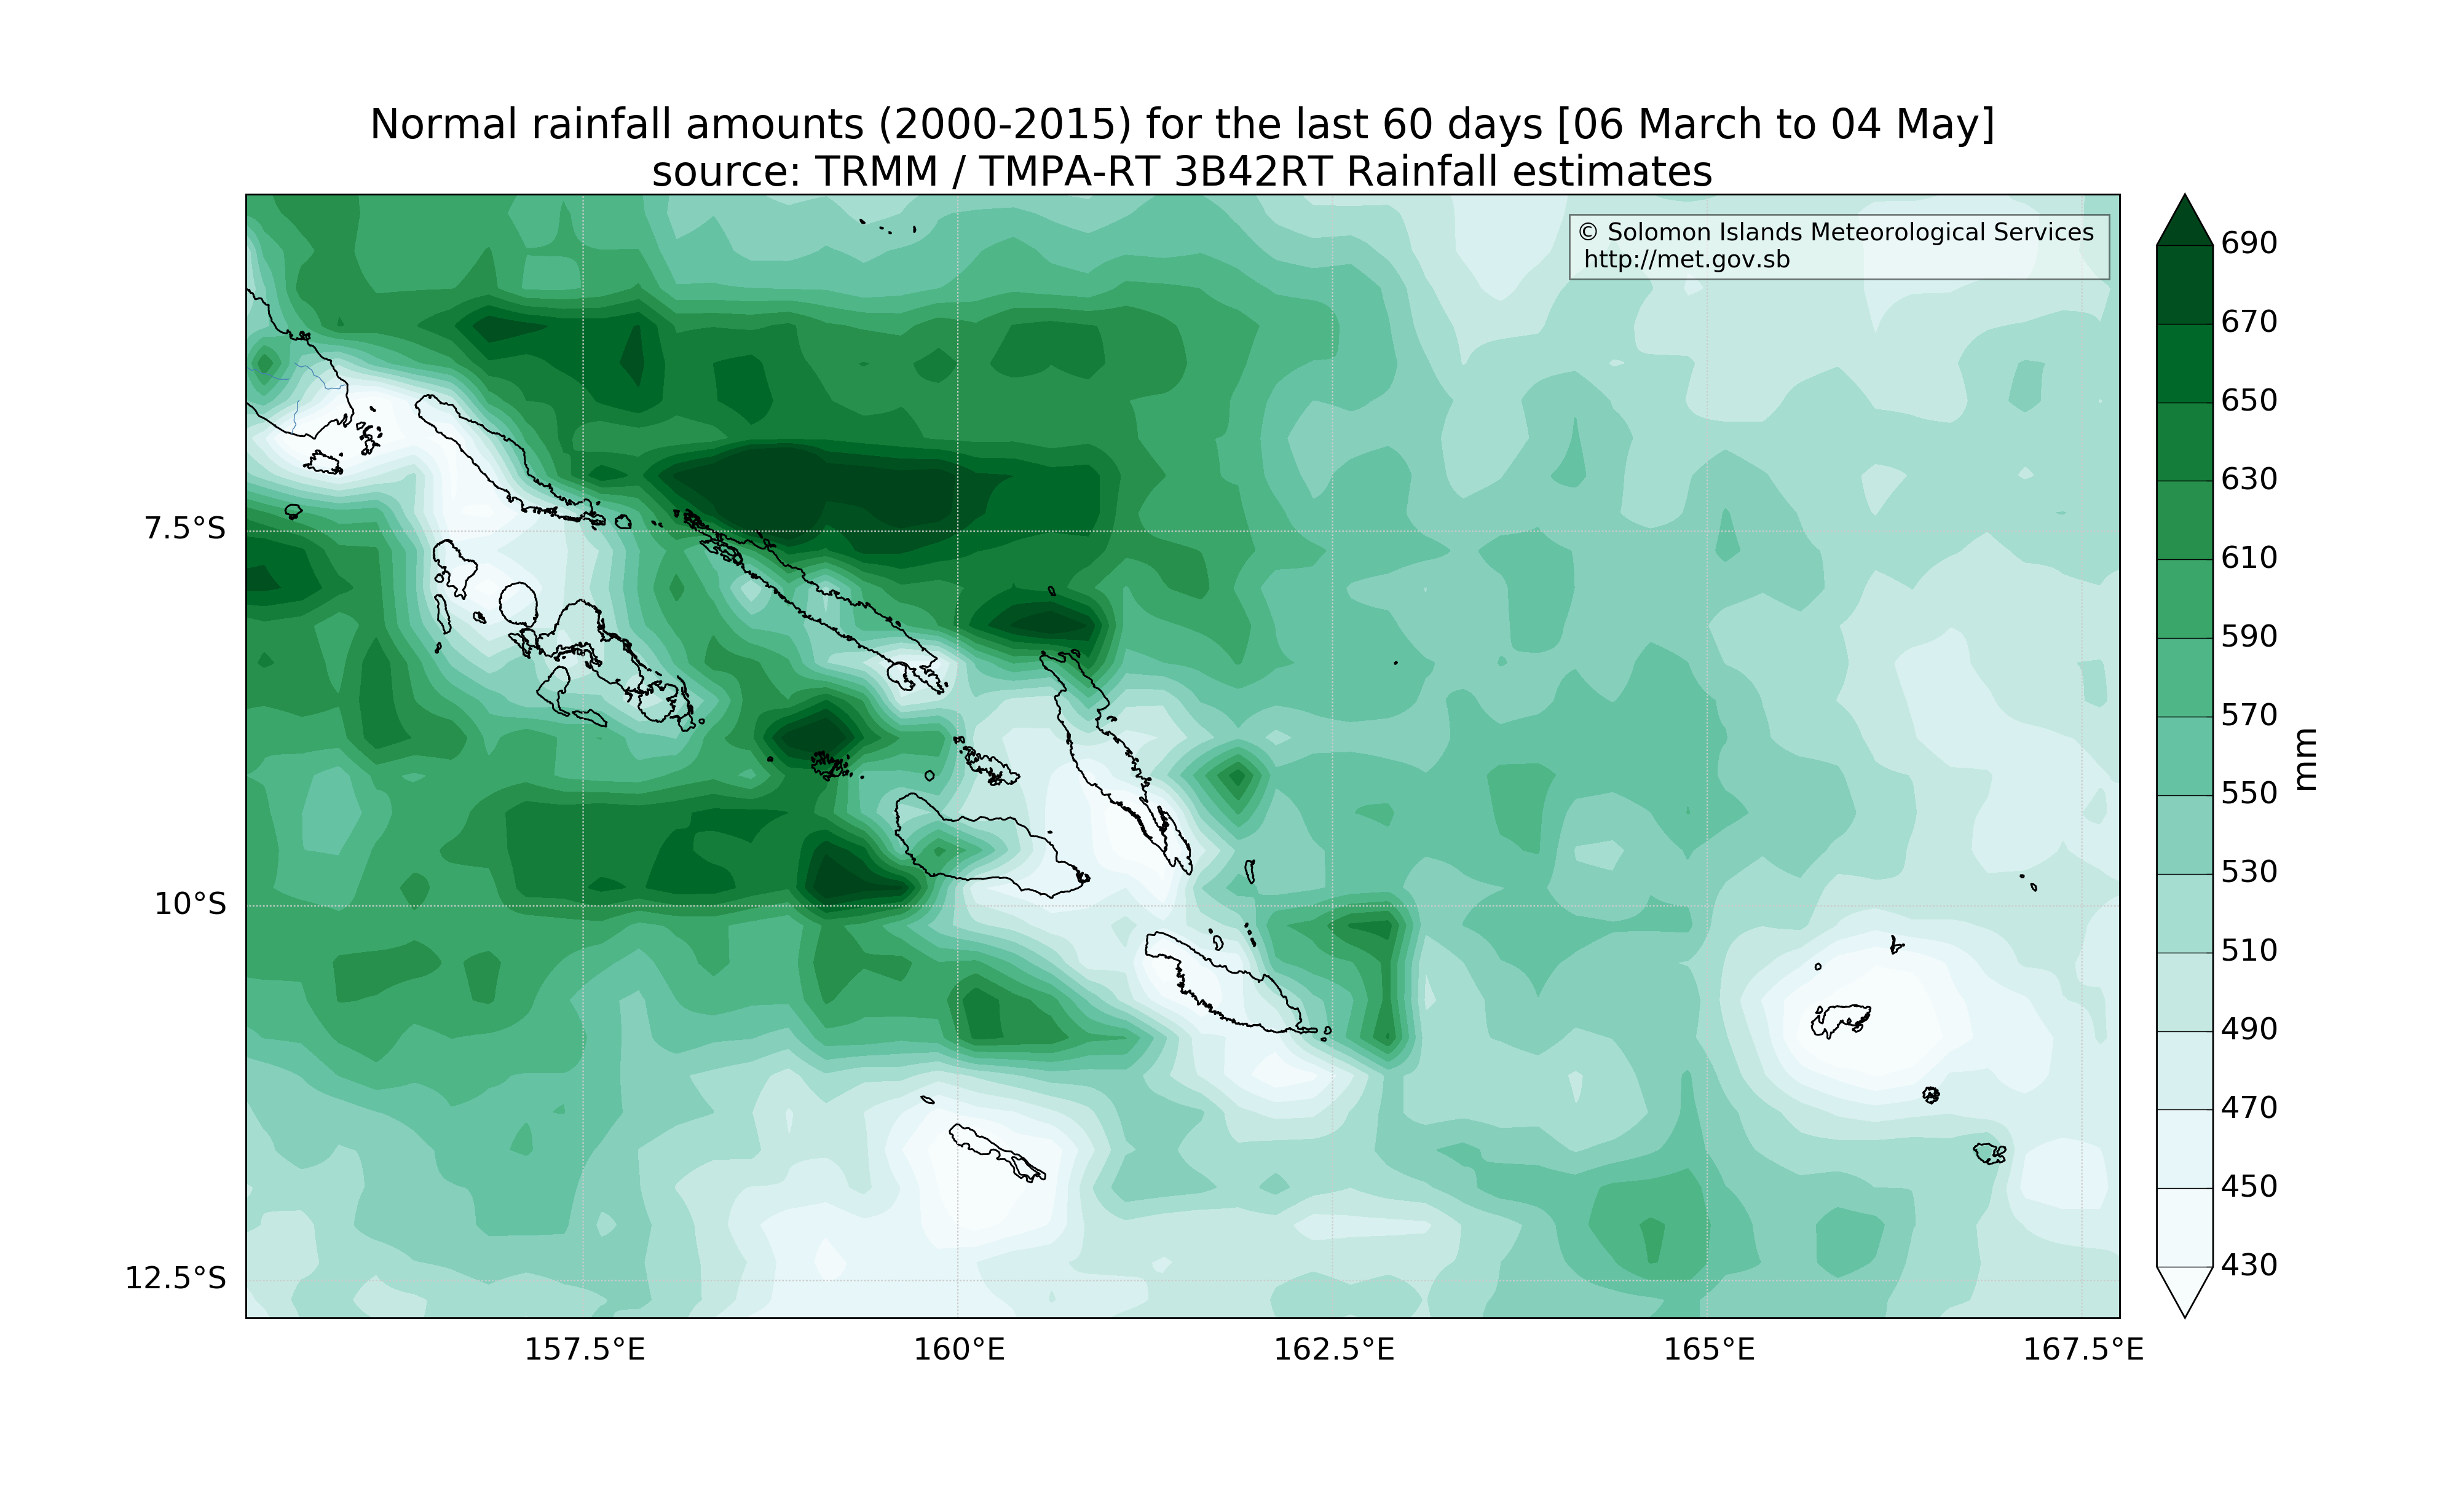 Normal rainfall amounts (2000-2015) for the last 60 days [06 March to 04 May]
source: TRMM / TMPA-RT 3B42RT Rainfall estimates
© Solomon Islands Meteorological Services
http://met.gov.sb
690
670
650
630
610
590
570
550
530
510
490
470
450
430
mm
7.5°S
10°S
12.5°S
157.5°E
160°E
162.5°E
165°E
167.5°E